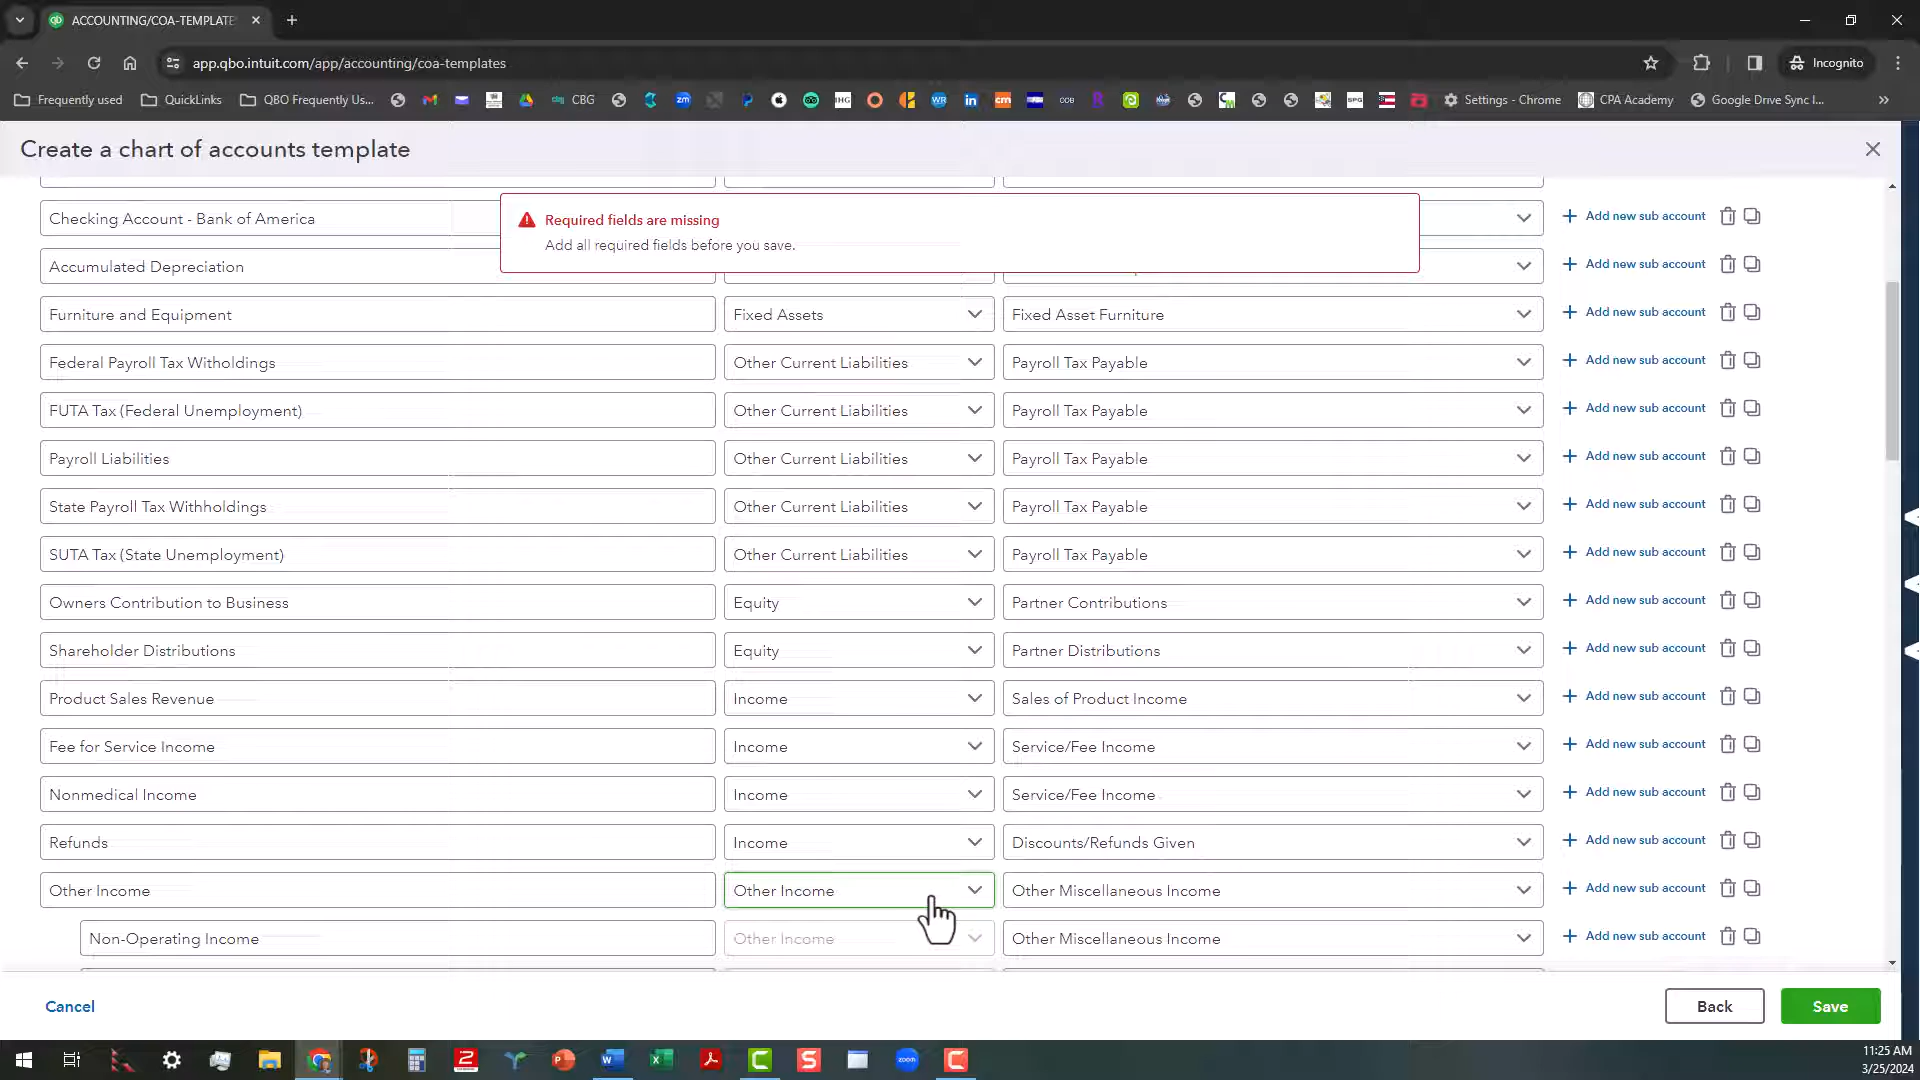 ACCOUNTING/COA-TEMPLATE
app.qbo.intuit.com/app/accounting/coa-templates
Incognito
Frequently used
QuickLinks
QBO Frequently Us...
CBG
Settings - Chrome
CPA Academy
Google Drive Sync I...
Create a chart of accounts template
Required fields are missing
Add all required fields before you save.
Checking Account - Bank of America
Add new sub account
Accumulated Depreciation
Add new sub account
Furniture and Equipment Fixed Assets Fixed Asset Furniture Add new sub account
Federal Payroll Tax Witholdings Other Current Liabilities Payroll Tax Payable Add new sub account
FUTA Tax (Federal Unemployment) Other Current Liabilities Payroll Tax Payable Add new sub account
Payroll Liabilities Other Current Liabilities Payroll Tax Payable Add new sub account
State Payroll Tax Withholdings Other Current Liabilities Payroll Tax Payable Add new sub account
SUTA Tax (State Unemployment) Other Current Liabilities Payroll Tax Payable Add new sub account
Owners Contribution to Business Equity Partner Contributions Add new sub account
Shareholder Distributions Equity Partner Distributions Add new sub account
Product Sales Revenue Income Sales of Product Income Add new sub account
Fee for Service Income Income Service/Fee Income Add new sub account
Nonmedical Income Income Service/Fee Income Add new sub account
Refunds Income Discounts/Refunds Given Add new sub account
Other Income Other Income Other Miscellaneous Income Add new sub account
Non-Operating Income Other Income Other Miscellaneous Income Add new sub account
Cancel
Back
Save
11:25 AM
3/25/2024